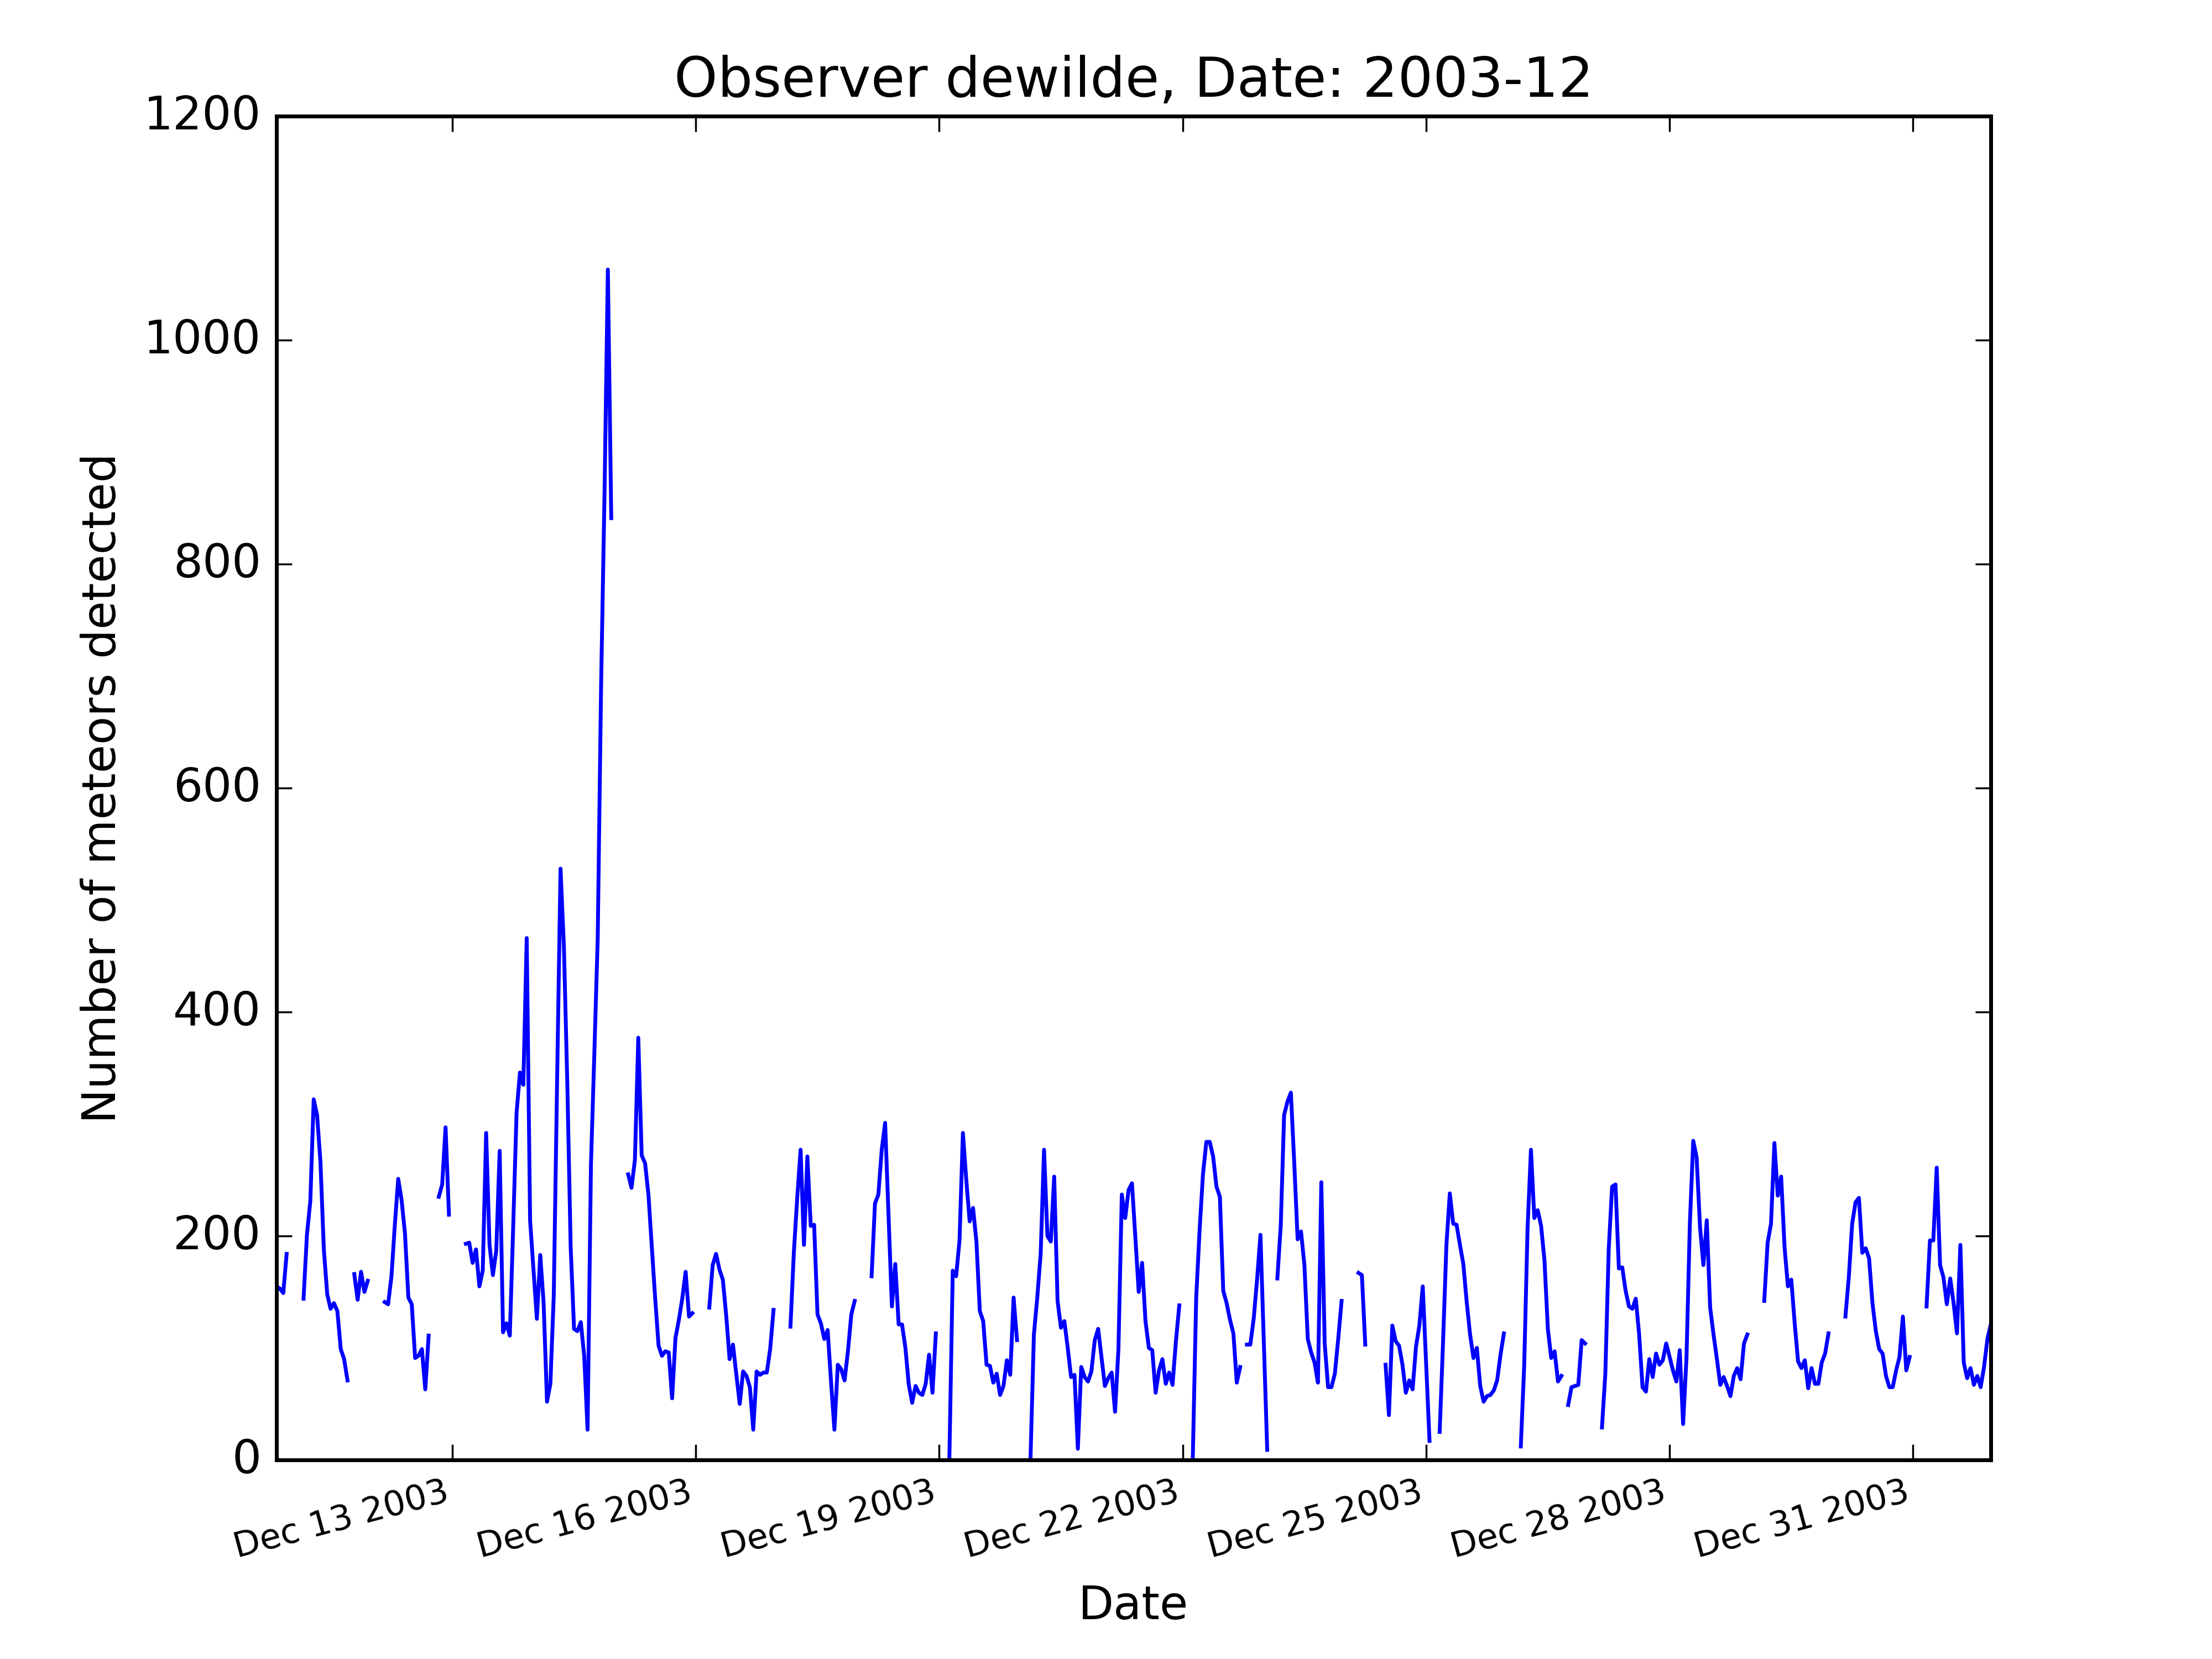 Observer dewilde, Date: 2003-12
1200
1000
800
600
400
200
0
Number of meteors detected
Dec 13 2003
Dec 16 2003
Dec 19 2003
Dec 22 2003
Dec 25 2003
Dec 28 2003
Dec 31 2003
Date